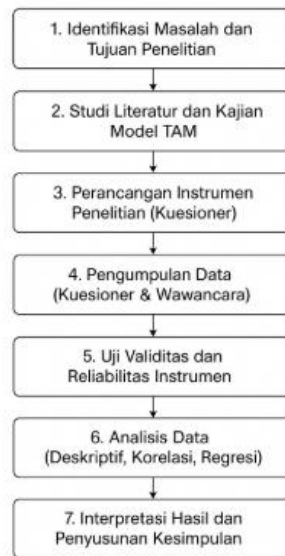 1. Identifikasi Masalah dan
Tujuan Penelitian
2. Studi Literatur dan Kajian
Model TAM
3. Perancangan Instrumen
Penelitian (Kuesioner)
4. Pengumpulan Data
(Kuesioner & Wawancara)
5. Uji Validitas dan
Reliabilitas Instrumen
6. Analisis Data
(Deskriptif, Korelasi, Regresi)
7. Interpretasi Hasil dan
Penyusunan Kesimpulan